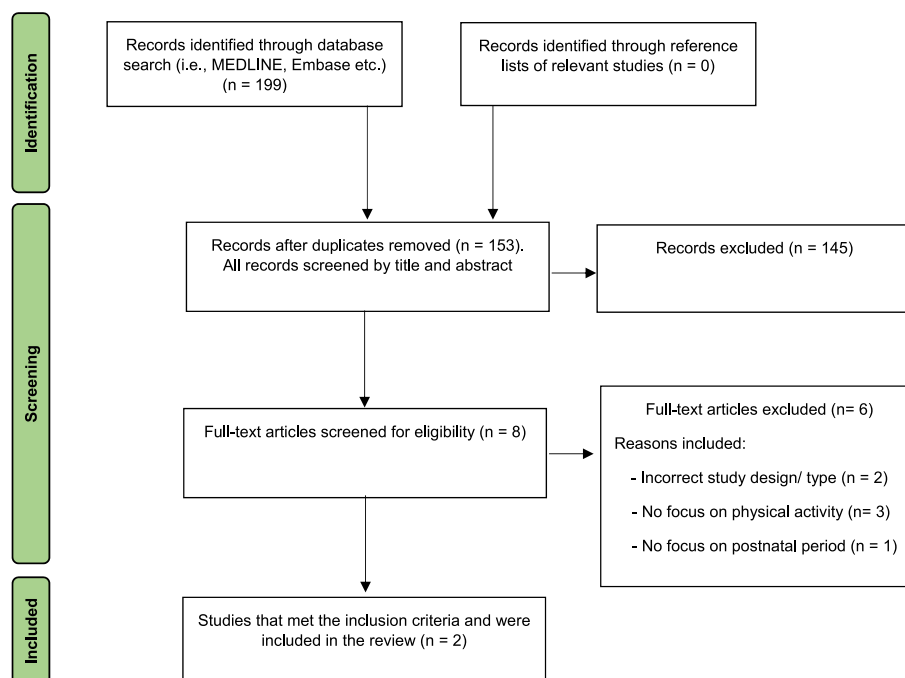 Identification
Records identified through database
search (i.e., MEDLINE, Embase etc.)
(n = 199)
Records identified through reference
lists of relevant studies (n = 0)
Screening
Records after duplicates removed (n = 153).
All records screened by title and abstract
Records excluded (n = 145)
Full-text articles screened for eligibility (n = 8)
Full-text articles excluded (n= 6)
Reasons included:
- Incorrect study design/ type (n = 2)
- No focus on physical activity (n= 3)
- No focus on postnatal period (n = 1)
Included
Studies that met the inclusion criteria and were
included in the review (n = 2)